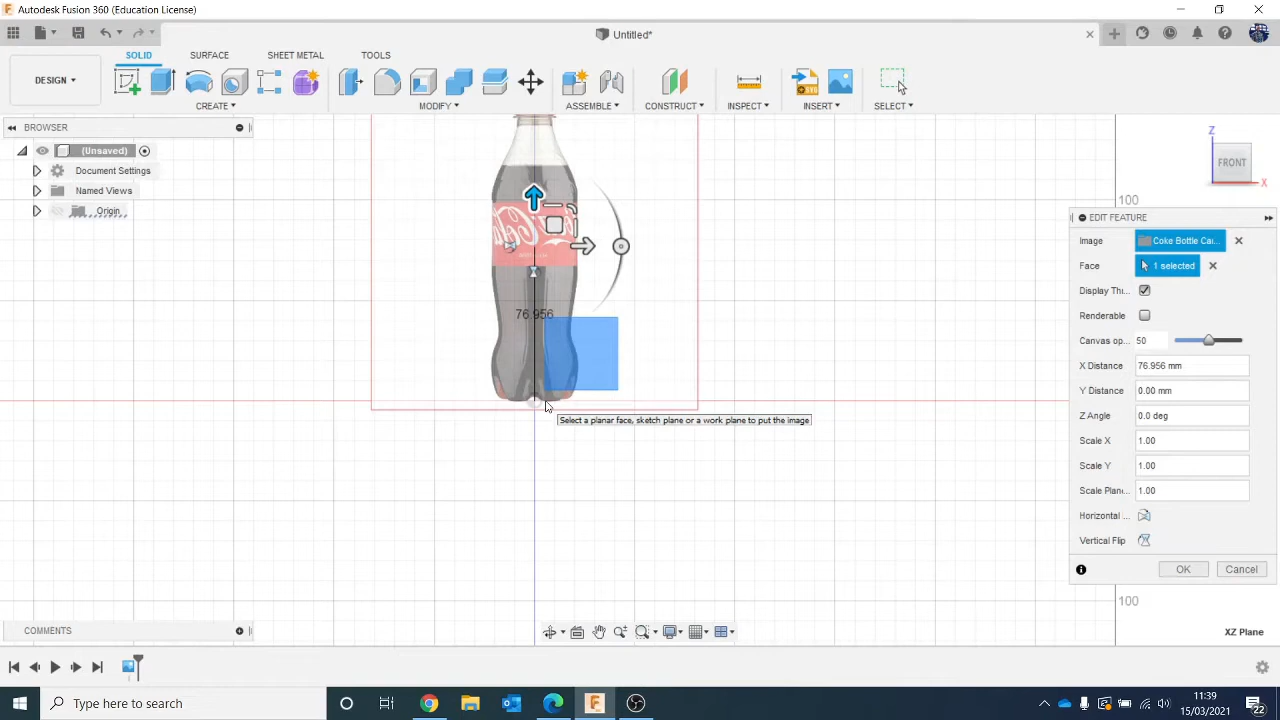 Autodesk Fusion 360 (Education License)
Untitled*
SOLID SURFACE SHEET METAL TOOLS
DESIGN
CREATE MODIFY ASSEMBLE CONSTRUCT INSPECT INSERT SELECT
BROWSER
(Unsaved)
Document Settings
Named Views
Origin
Z
FRONT
X
100
EDIT FEATURE
Image Coke Bottle Ca...
Face 1 selected
Display Thr...
Renderable
Canvas op... 50
X Distance 76.956 mm
Y Distance 0.00 mm
Z Angle 0.0 deg
Scale X 1.00
Scale Y 1.00
Scale Plan... 1.00
Horizontal ...
Vertical Flip
OK Cancel
76.956
Select a planar face, sketch plane or a work plane to put the image
100
COMMENTS
XZ Plane
Type here to search
11:39
15/03/2021
22